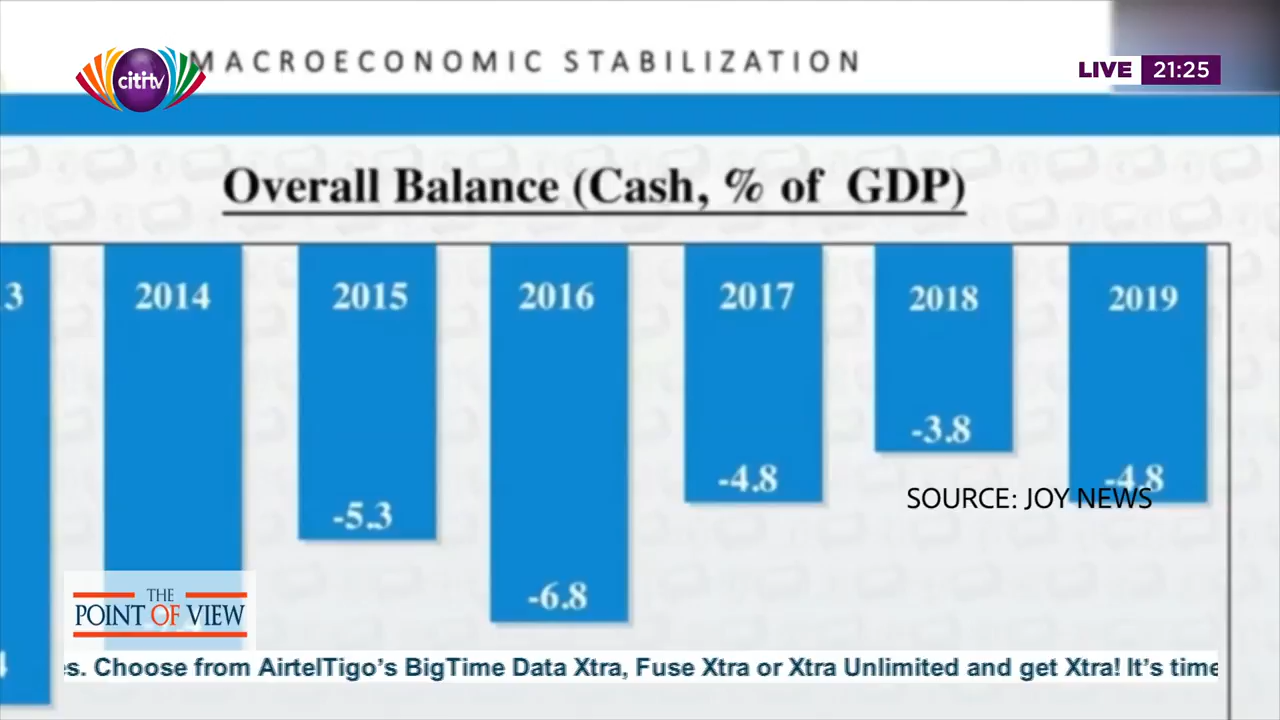 MACROECONOMIC STABILIZATION
citi tv
LIVE 21:25
Overall Balance (Cash, % of GDP)
3 2014 2015 2016 2017 2018 2019
-3.8
-4.8 -4.8
SOURCE: JOY NEWS
-5.3
-6.8
THE
POINT OF VIEW
s. Choose from AirtelTigo's BigTime Data Xtra, Fuse Xtra or Xtra Unlimited and get Xtra! It's time
4